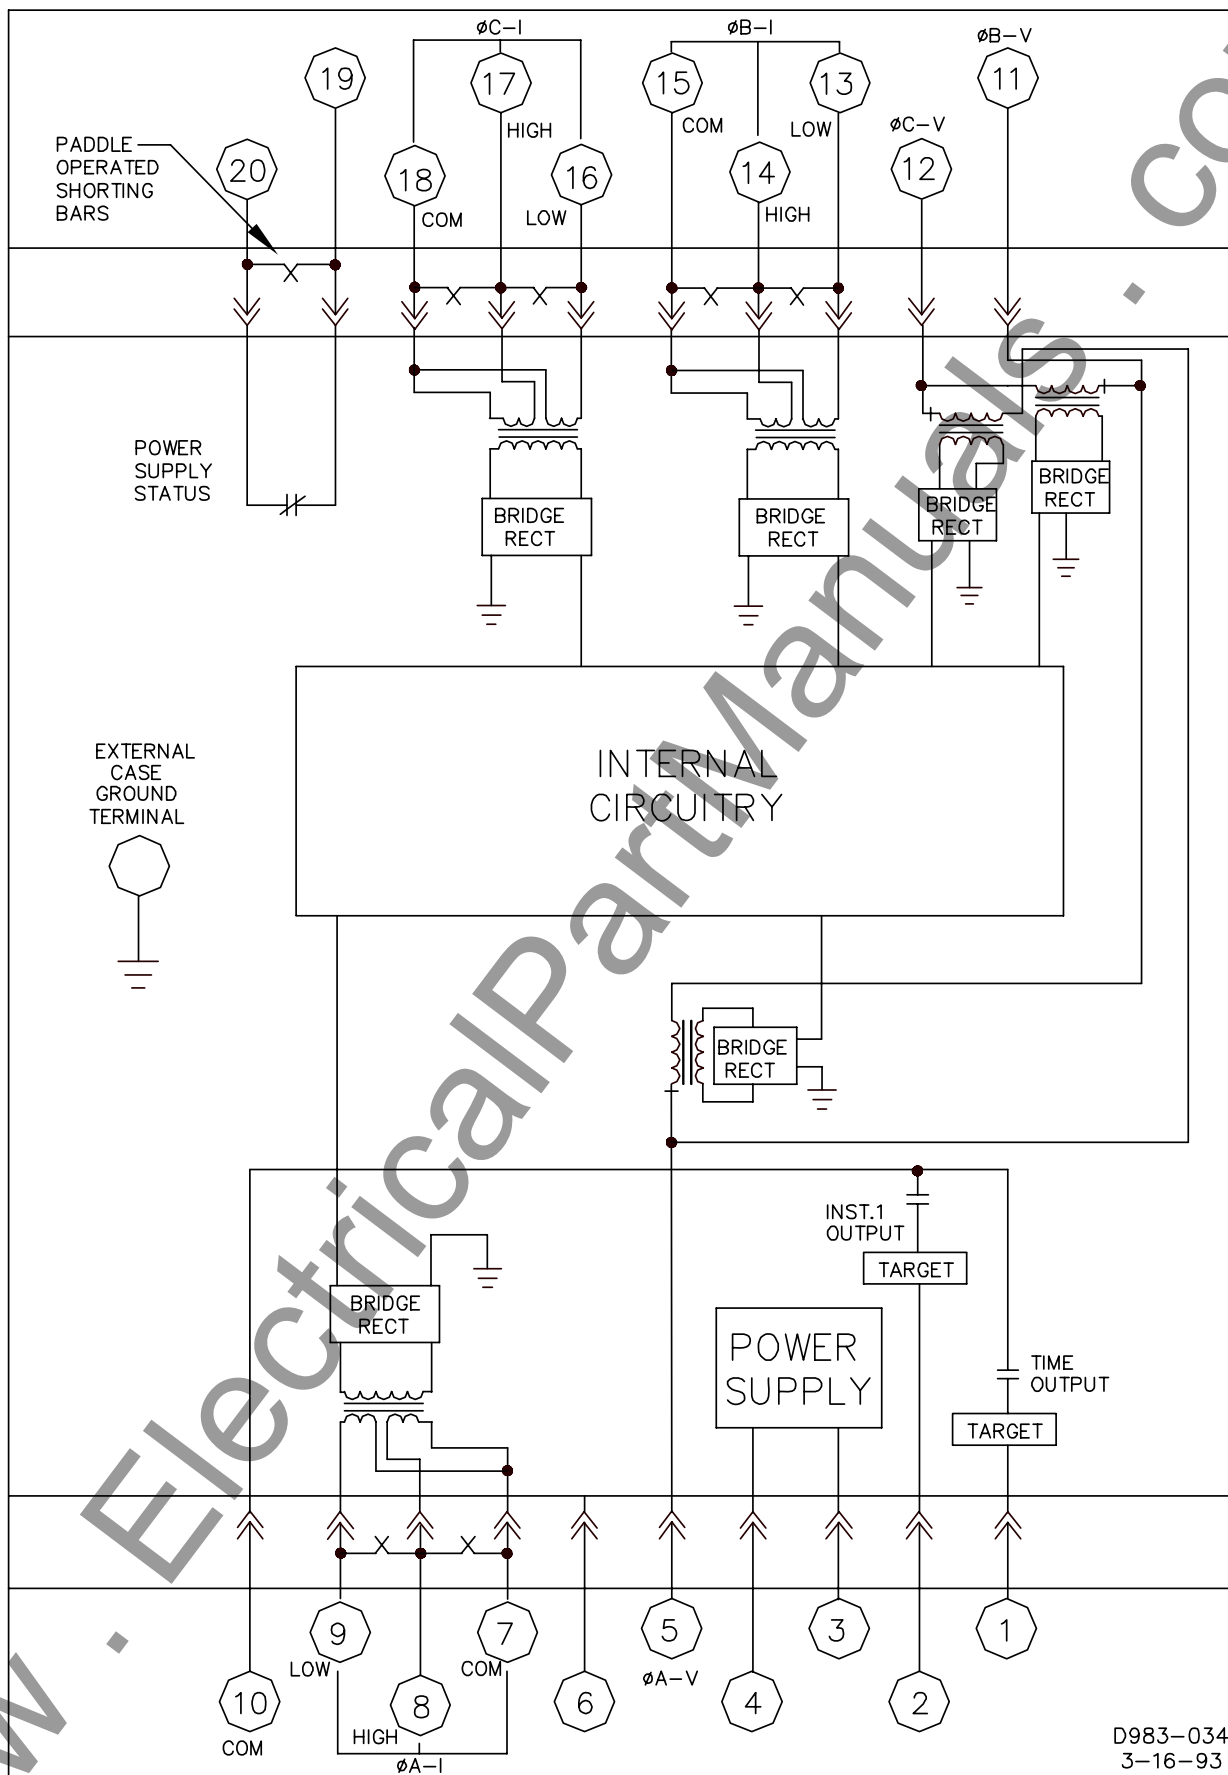 øC-I
øB-I
øB-V
19
17
15
13
11
HIGH
COM
LOW
øC-V
PADDLE
OPERATED
SHORTING
BARS
20
18
16
14
12
COM
LOW
HIGH
POWER
SUPPLY
STATUS
BRIDGE
RECT
BRIDGE
RECT
BRIDGE
RECT
BRIDGE
RECT
INTERNAL
CIRCUITRY
EXTERNAL
CASE
GROUND
TERMINAL
BRIDGE
RECT
INST.1
OUTPUT
TARGET
BRIDGE
RECT
POWER
SUPPLY
TIME
OUTPUT
TARGET
9
7
5
3
1
LOW
COM
øA-V
10
8
6
4
2
COM
HIGH
øA-I
D983-034
3-16-93
w . ElectricalPartManuals . co